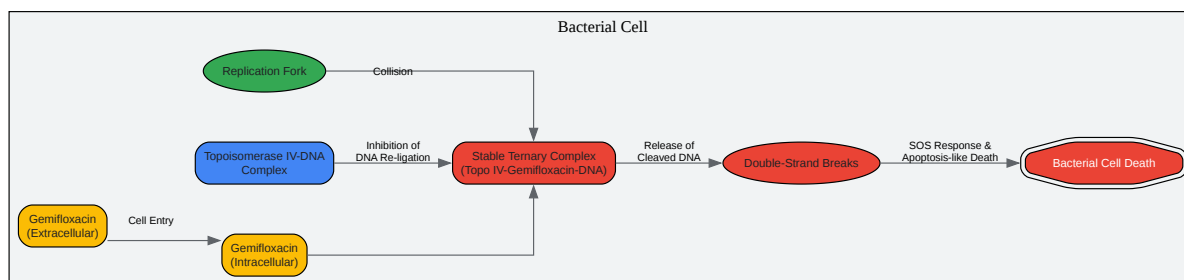 Bacterial Cell
Replication Fork
Collision
Topoisomerase IV-DNA
Complex
Inhibition of
DNA Re-ligation
Stable Ternary Complex
(Topo IV-Gemifloxacin-DNA)
Release of
Cleaved DNA
Double-Strand Breaks
SOS Response &
Apoptosis-like Death
Bacterial Cell Death
Gemifloxacin
(Extracellular)
Cell Entry
Gemifloxacin
(Intracellular)